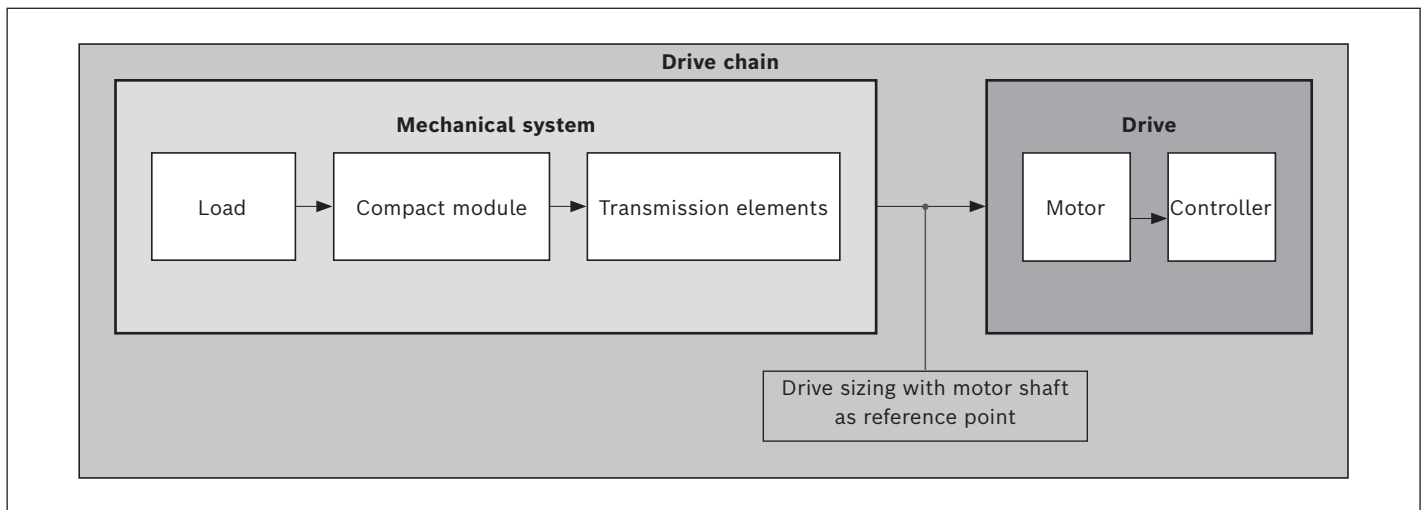 Drive chain
Mechanical system
Load
Compact module
Transmission elements
Drive
Motor
Controller
Drive sizing with motor shaft
as reference point